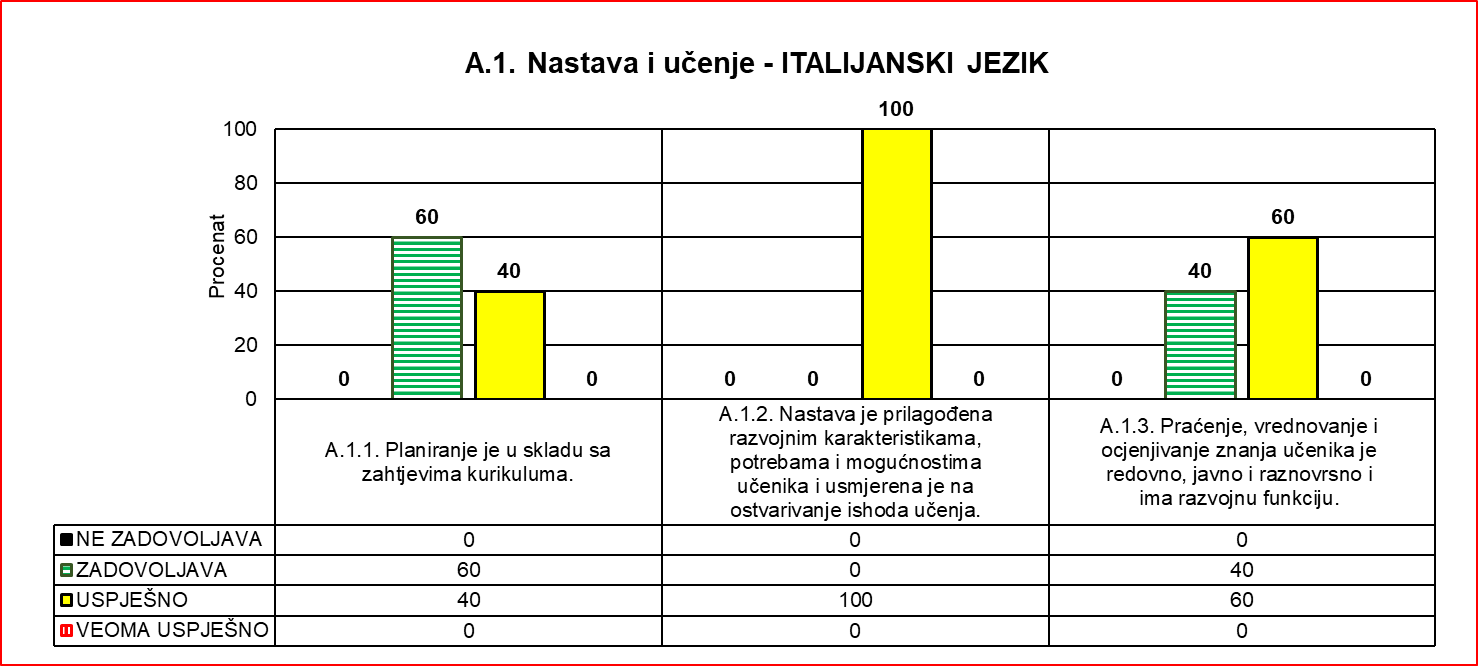 A.1. Nastava i učenje - ITALIJANSKI JEZIK
Procenat
100
80
60
40
20
0
0
60
40
0
0
0
100
0
0
40
60
0
A.1.1. Planiranje je u skladu sa
zahtjevima kurikuluma.
A.1.2. Nastava je prilagođena
razvojnim karakteristikama,
potrebama i mogućnostima
učenika i usmjerena je na
ostvarivanje ishoda učenja.
A.1.3. Praćenje, vrednovanje i
ocjenjivanje znanja učenika je
redovno, javno i raznovrsno i
ima razvojnu funkciju.
NE ZADOVOLJAVA 0 0 0
ZADOVOLJAVA 60 0 40
USPJEŠNO 40 100 60
VEOMA USPJEŠNO 0 0 0